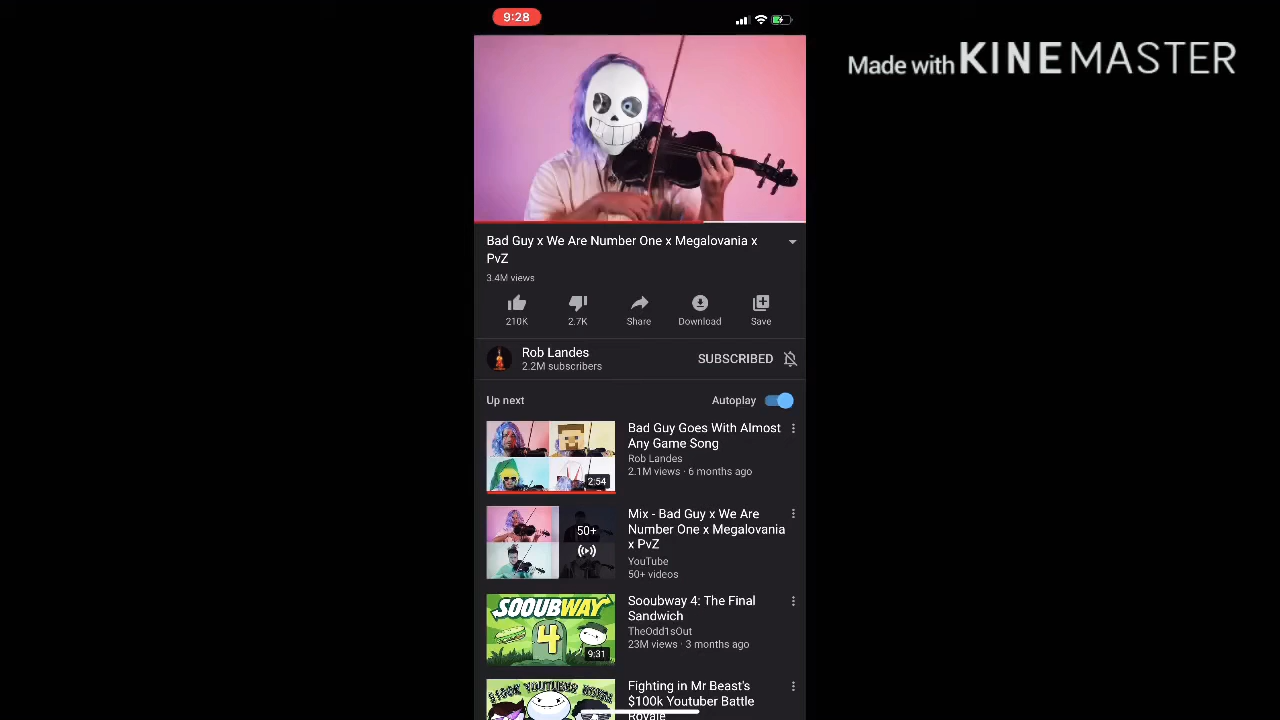 9:28
Made with KINEMASTER
Bad Guy x We Are Number One x Megalovania x
PvZ
3.4M views
210K
2.7K
Share
Download
Save
Rob Landes
2.2M subscribers
SUBSCRIBED
Up next
Autoplay
2:54
Bad Guy Goes With Almost
Any Game Song
Rob Landes
2.1M views · 6 months ago
50+
Mix - Bad Guy x We Are
Number One x Megalovania
x PvZ
YouTube
50+ videos
SOOUBWAY
4
9:31
Sooubway 4: The Final
Sandwich
TheOdd1sOut
23M views · 3 months ago
Fighting in Mr Beast's
$100k Youtuber Battle
Royale